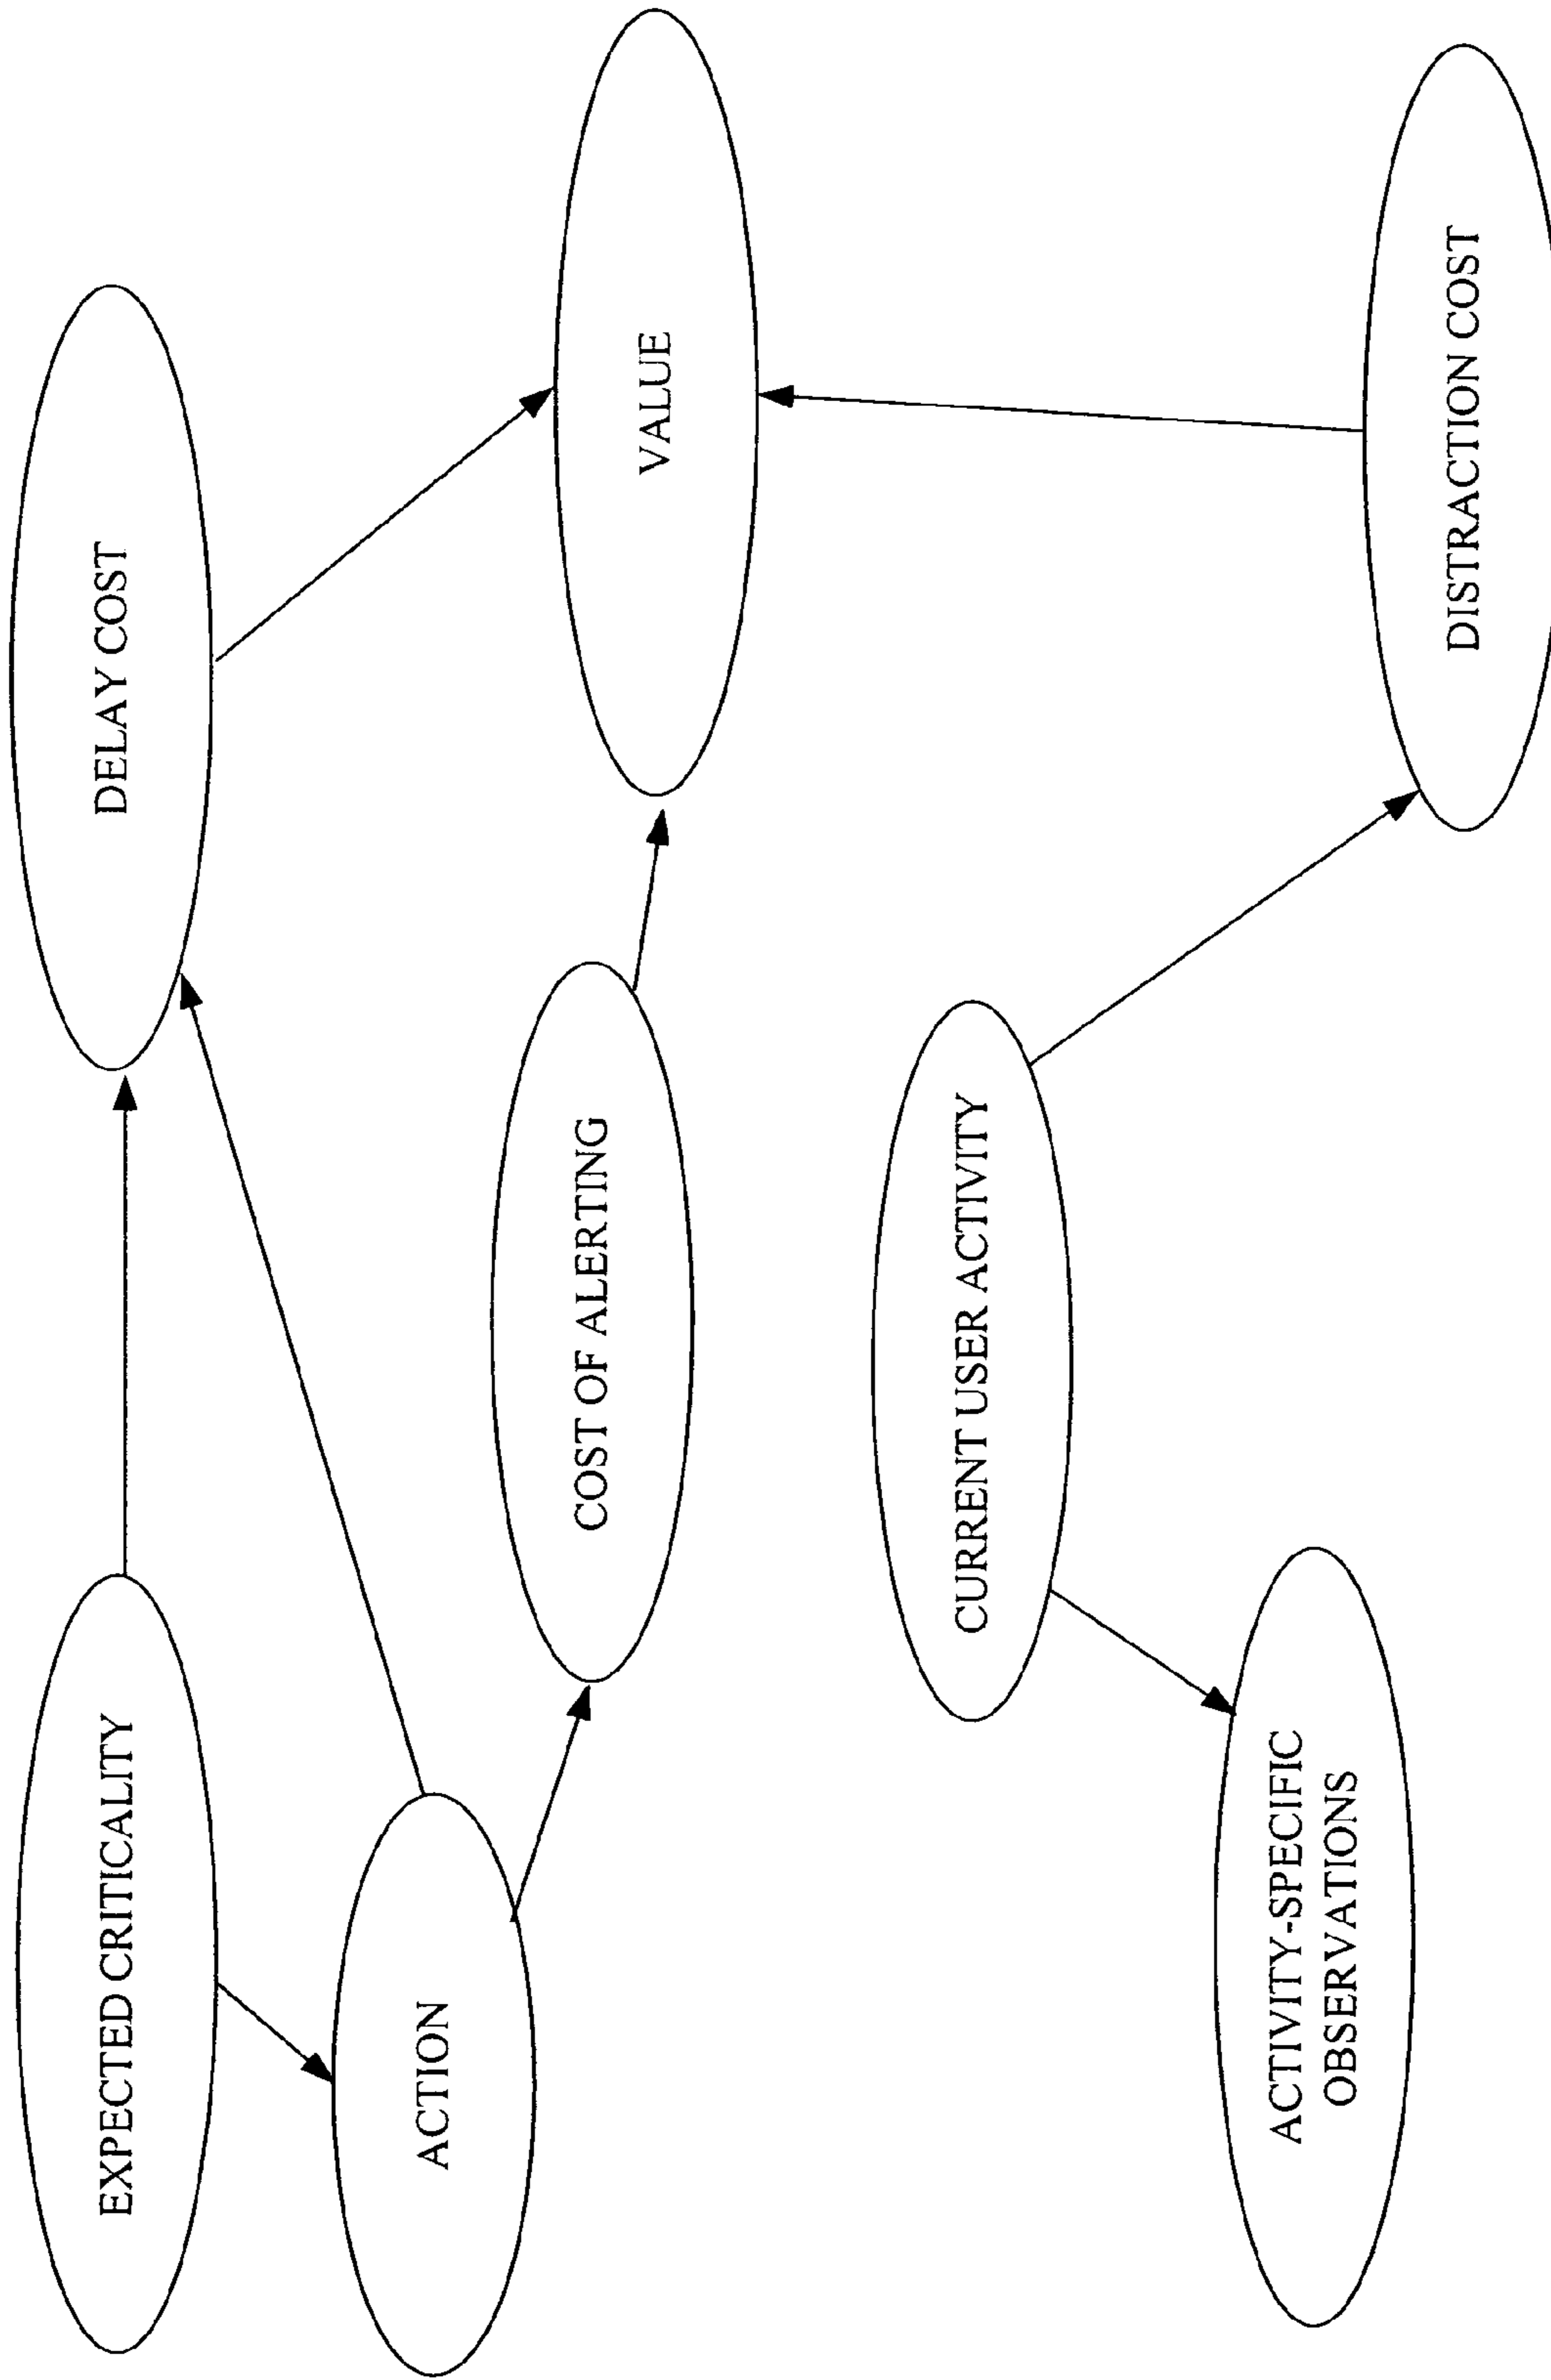 EXPECTED CRITICALITY
DELAY COST
ACTION
COST OF ALERTING
VALUE
CURRENT USER ACTIVITY
ACTIVITY-SPECIFIC
OBSERVATIONS
DISTRACTION COST